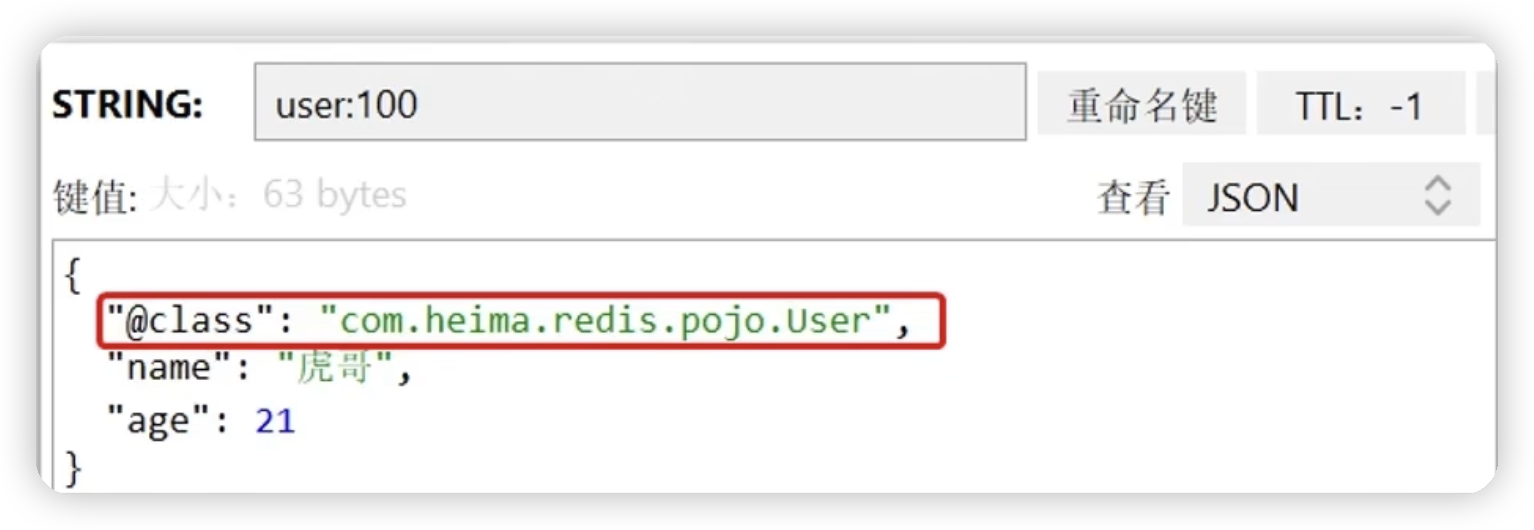 STRING: user:100 重命名键 TTL：-1
键值: 大小：63 bytes 查看 JSON
{
"@class": "com.heima.redis.pojo.User",
"name": "虎哥",
"age": 21
}